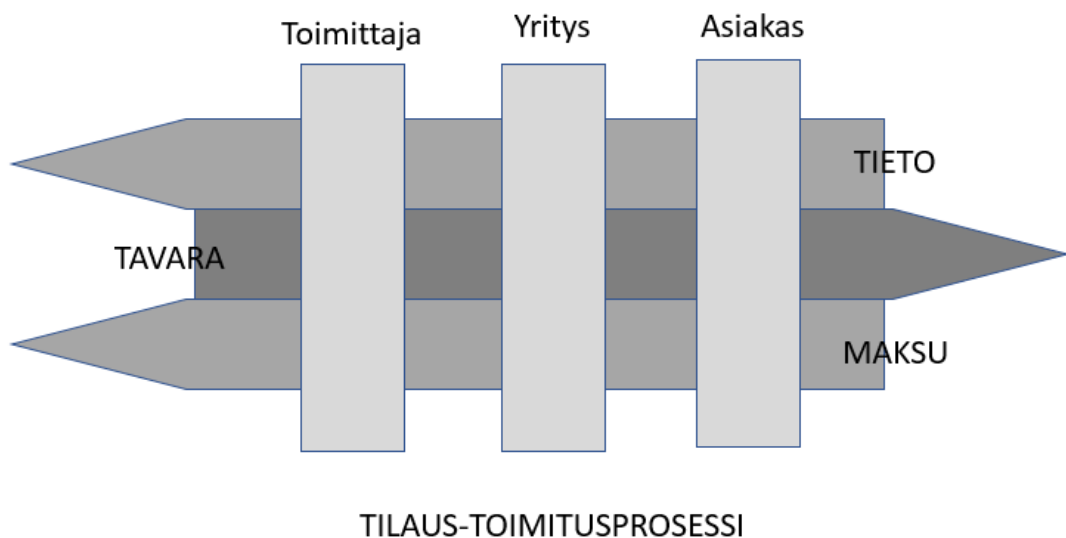 Toimittaja
Yritys
Asiakas
TIETO
TAVARA
MAKSU
TILAUS-TOIMITUSPROSESSI